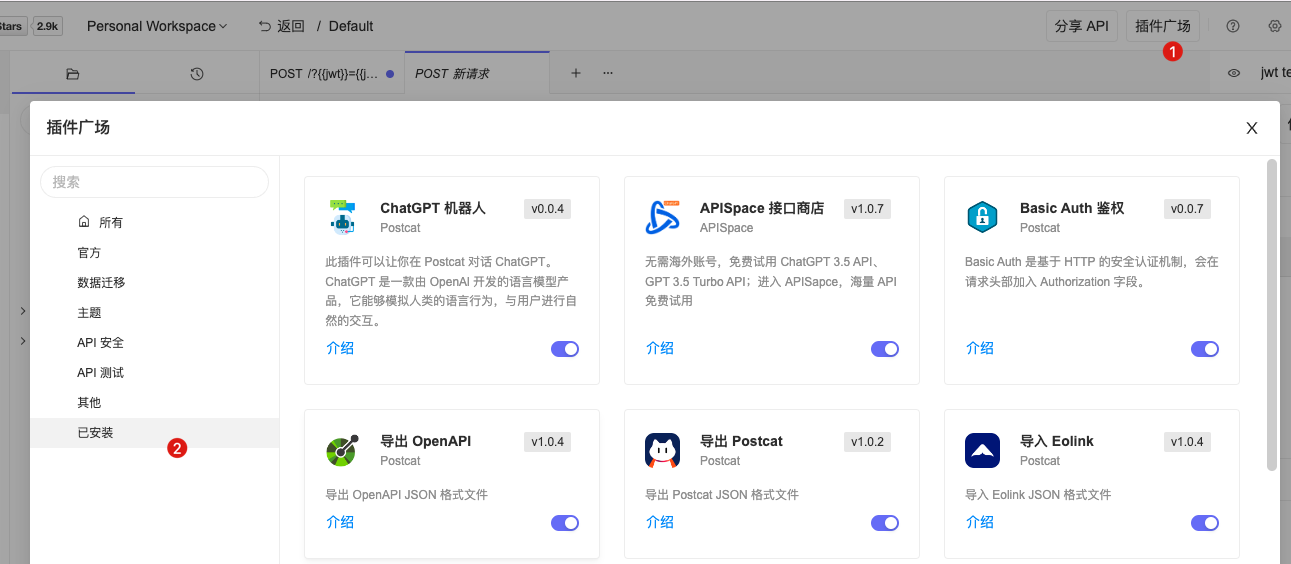 Stars 2.9k Personal Workspace 返回 / Default 分享 API 插件广场
1
POST /?{{jwt}}={{j... POST 新请求 + ... jwt te
插件广场 X
搜索
所有
官方
数据迁移
主题
API 安全
API 测试
其他
已安装
2
ChatGPT 机器人 v0.0.4
Postcat
此插件可以让你在 Postcat 对话 ChatGPT。
ChatGPT 是一款由 OpenAI 开发的语言模型产
品，它能够模拟人类的语言行为，与用户进行自
然的交互。
介绍
APISpace 接口商店 v1.0.7
APISpace
无需海外账号，免费试用 ChatGPT 3.5 API、
GPT 3.5 Turbo API；进入 APISapce，海量 API
免费试用
介绍
Basic Auth 鉴权 v0.0.7
Postcat
Basic Auth 是基于 HTTP 的安全认证机制，会在
请求头部加入 Authorization 字段。
介绍
导出 OpenAPI v1.0.4
Postcat
导出 OpenAPI JSON 格式文件
介绍
导出 Postcat v1.0.2
Postcat
导出 Postcat JSON 格式文件
介绍
导入 Eolink v1.0.4
Postcat
导入 Eolink JSON 格式文件
介绍